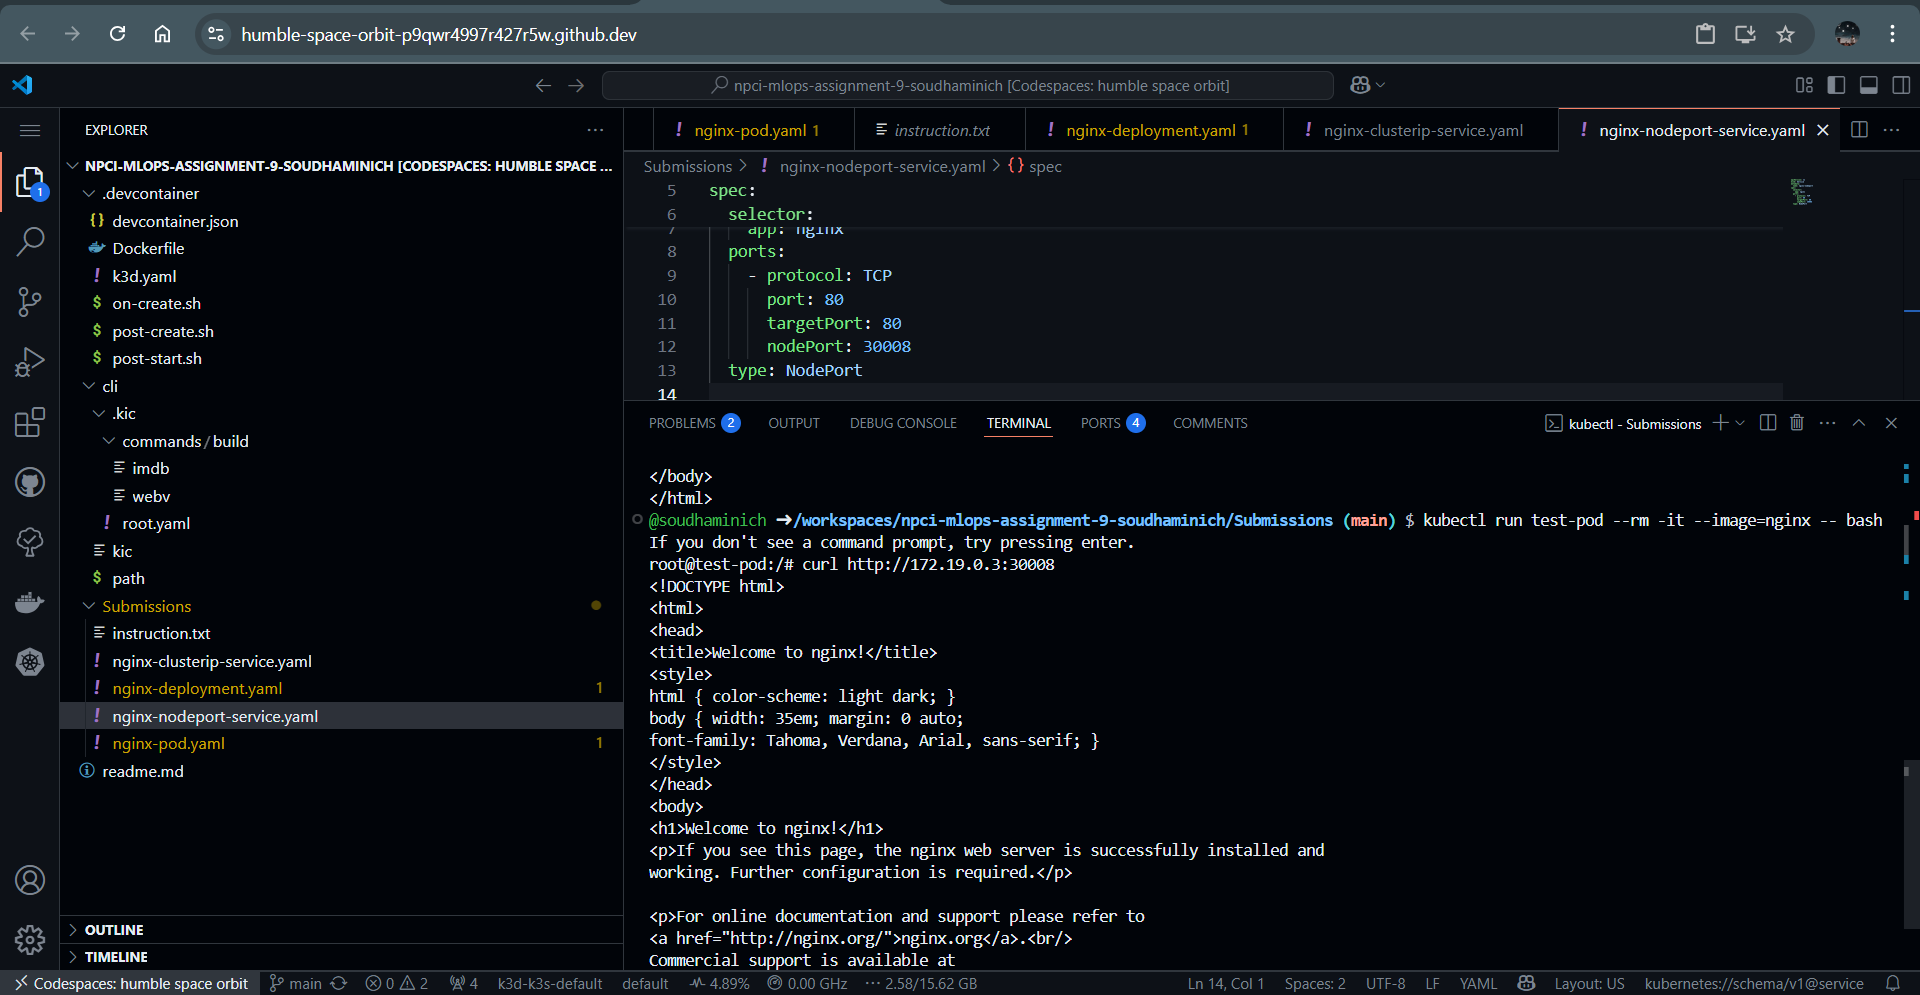 humble-space-orbit-p9qwr4997r427r5w.github.dev
npci-mlops-assignment-9-soudhaminich [Codespaces: humble space orbit]
EXPLORER
NPCI-MLOPS-ASSIGNMENT-9-SOUDHAMINICH [CODESPACES: HUMBLE SPACE ...
.devcontainer
devcontainer.json
Dockerfile
k3d.yaml
on-create.sh
post-create.sh
post-start.sh
cli
.kic
commands / build
imdb
webv
root.yaml
kic
path
Submissions
instruction.txt
nginx-clusterip-service.yaml
nginx-deployment.yaml 1
nginx-nodeport-service.yaml
nginx-pod.yaml 1
readme.md
OUTLINE
TIMELINE
1
nginx-pod.yaml 1
instruction.txt
nginx-deployment.yaml 1
nginx-clusterip-service.yaml
nginx-nodeport-service.yaml
Submissions > ! nginx-nodeport-service.yaml > {} spec
5 spec:
6 selector:
7 app: nginx
8 ports:
9 - protocol: TCP
10 port: 80
11 targetPort: 80
12 nodePort: 30008
13 type: NodePort
14
PROBLEMS 2 OUTPUT DEBUG CONSOLE TERMINAL PORTS 4 COMMENTS
kubectl - Submissions
</body>
</html>
@soudhaminich ➜/workspaces/npci-mlops-assignment-9-soudhaminich/Submissions (main) $ kubectl run test-pod --rm -it --image=nginx -- bash
If you don't see a command prompt, try pressing enter.
root@test-pod:/# curl http://172.19.0.3:30008
<!DOCTYPE html>
<html>
<head>
<title>Welcome to nginx!</title>
<style>
html { color-scheme: light dark; }
body { width: 35em; margin: 0 auto;
font-family: Tahoma, Verdana, Arial, sans-serif; }
</style>
</head>
<body>
<h1>Welcome to nginx!</h1>
<p>If you see this page, the nginx web server is successfully installed and
working. Further configuration is required.</p>
<p>For online documentation and support please refer to
<a href="http://nginx.org/">nginx.org</a>.<br/>
Commercial support is available at
Codespaces: humble space orbit main 0 2 4 k3d-k3s-default default 4.89% 0.00 GHz 2.58/15.62 GB Ln 14, Col 1 Spaces: 2 UTF-8 LF YAML Layout: US kubernetes://schema/v1@service